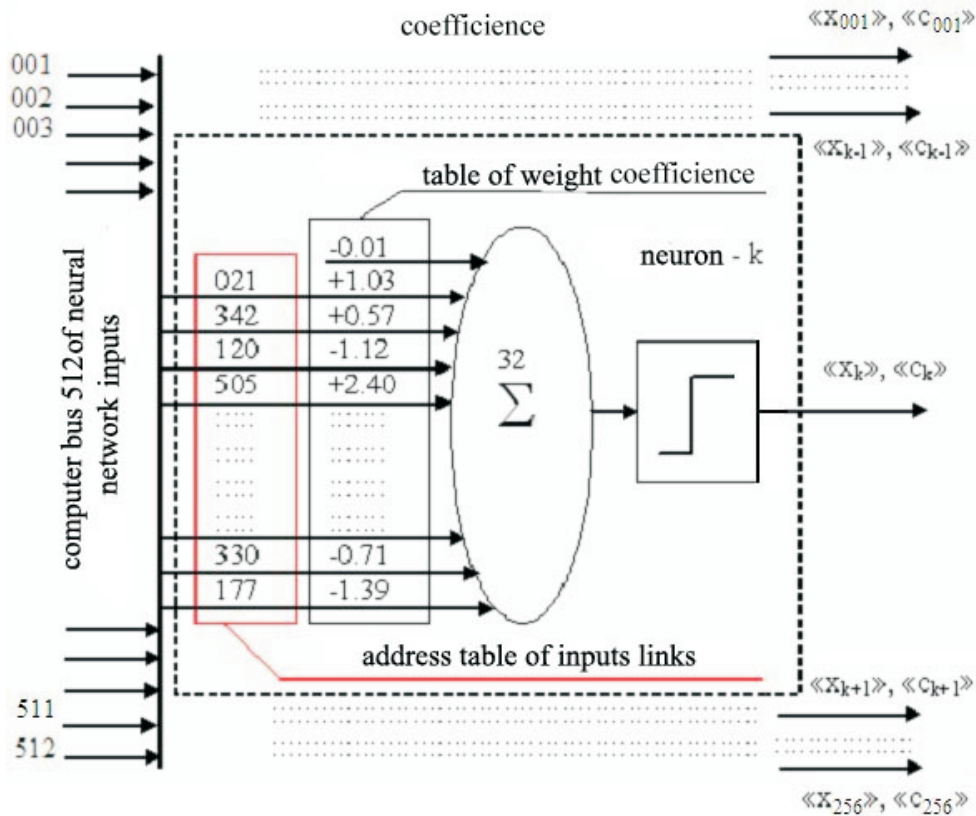 coefficience
«X001», «C001»
001
002
003
«Xk-1», «Ck-1»
table of weight coefficience
neuron - k
-0.01
021 +1.03
342 +0.57
120 -1.12
505 +2.40
32
Σ
«Xk», «Ck»
computer bus 512of neural
network inputs
330 -0.71
177 -1.39
address table of inputs links
«Xk+1», «Ck+1»
511
512
«X256», «C256»